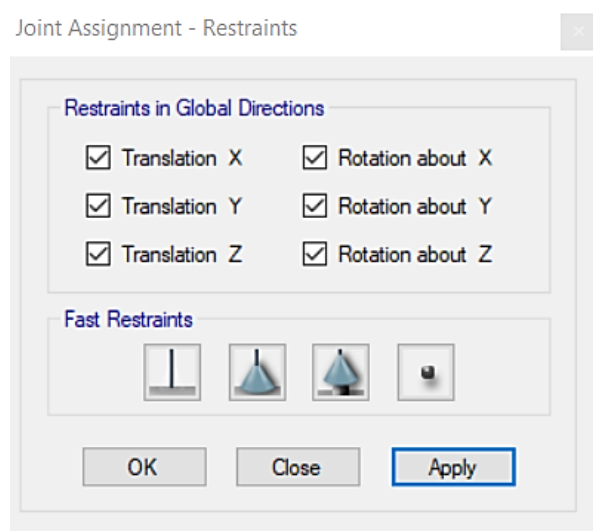 Joint Assignment - Restraints
Restraints in Global Directions
Translation X
Rotation about X
Translation Y
Rotation about Y
Translation Z
Rotation about Z
Fast Restraints
OK
Close
Apply